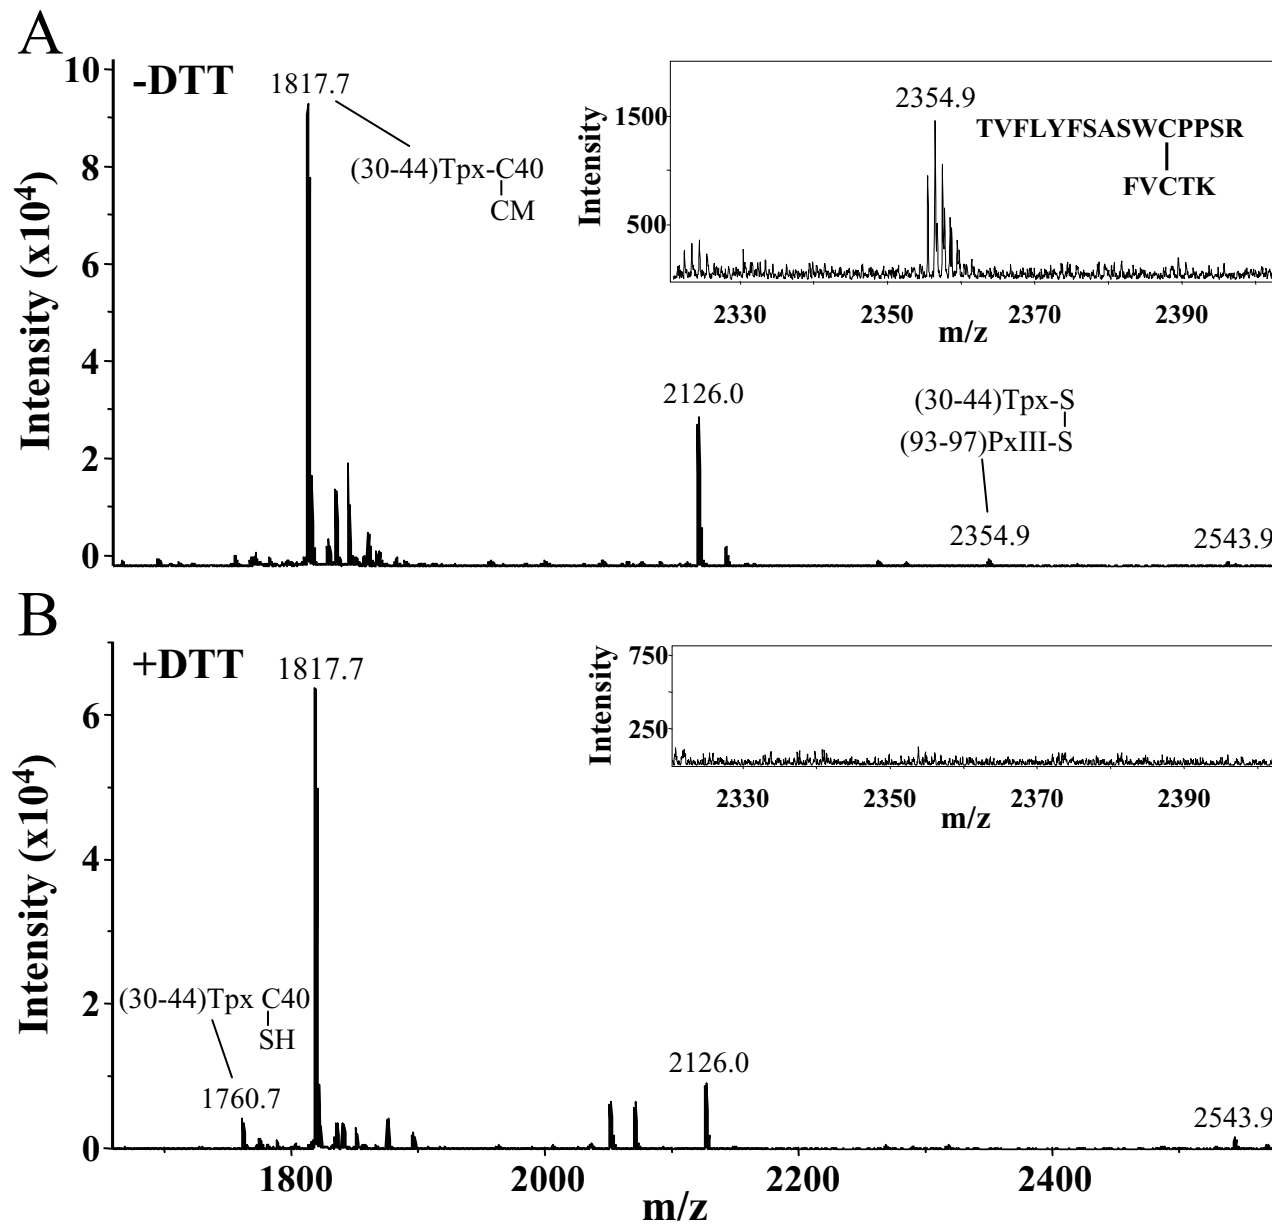 A
-DTT
1817.7
(30-44)Tpx-C40
CM
Intensity (x10⁴)
10
8
6
4
2
0
2126.0
(30-44)Tpx-S
(93-97)PxIII-S
2354.9
2543.9
2354.9
TVFLYFSASWCPPSR
FVCTK
Intensity
1500
500
2330 2350 2370 2390
m/z
B
+DTT
1817.7
Intensity (x10⁴)
6
4
2
0
(30-44)Tpx C40
SH
1760.7
2126.0
2543.9
Intensity
750
250
2330 2350 2370 2390
m/z
1800 2000 2200 2400
m/z